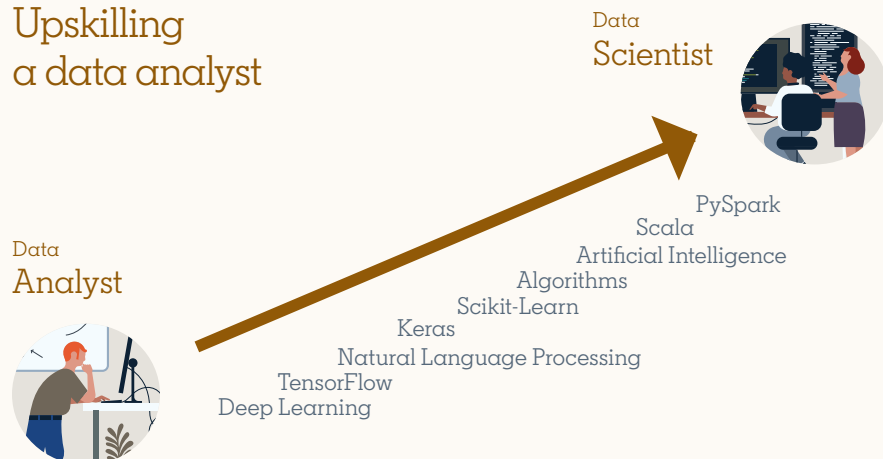 Upskilling
a data analyst
Data
Scientist
PySpark
Scala
Artificial Intelligence
Algorithms
Scikit-Learn
Keras
Natural Language Processing
TensorFlow
Deep Learning
Data
Analyst